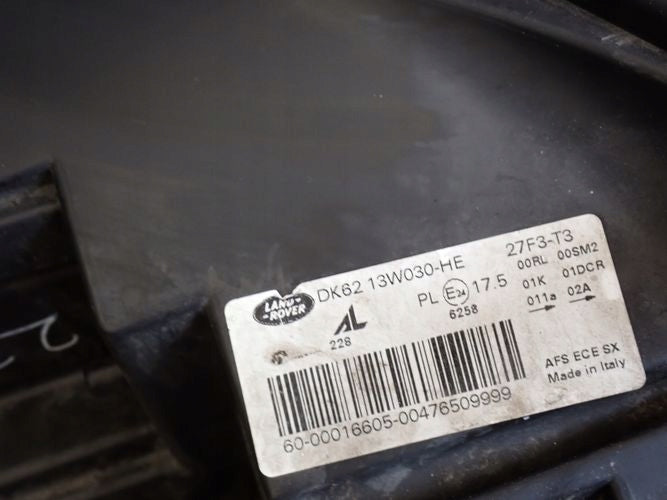 LAND ROVER
DK62 13W030-HE
27F3-T3
AL
228
PL E24 17.5
6258
00RL 00SM2
01K 01DCR
011a 02A
AFS ECE SX
Made in Italy
60-00016605-00476509999